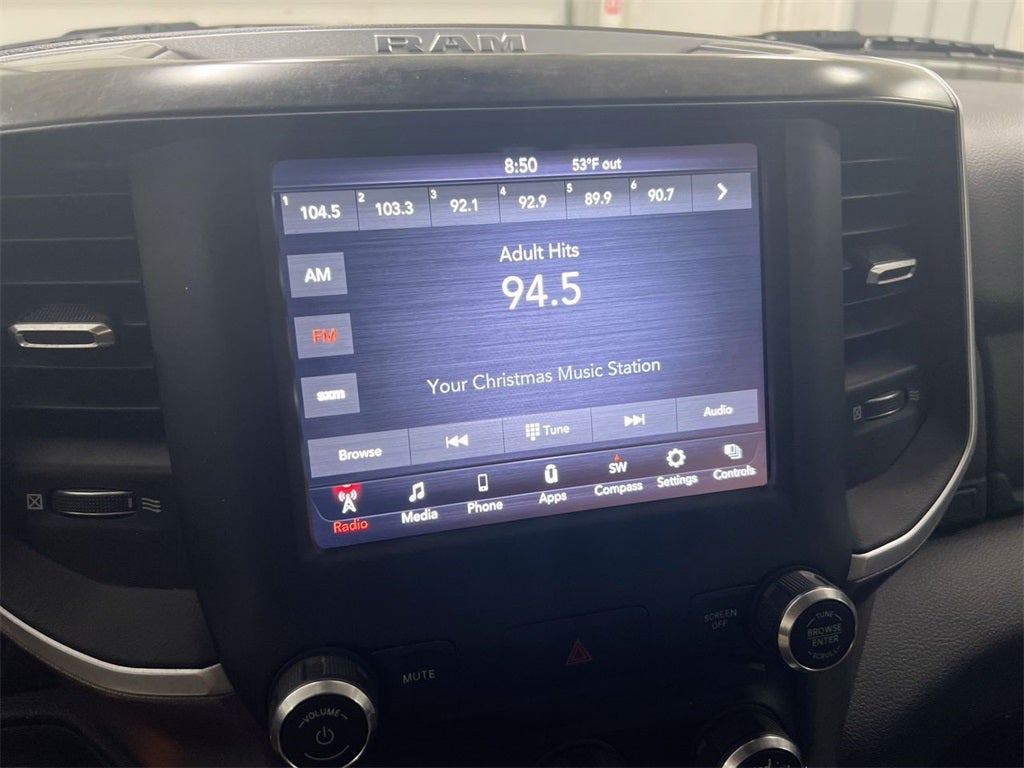 RAM
8:50 53°F out
1 104.5 2 103.3 3 92.1 4 92.9 5 89.9 6 90.7
Adult Hits
AM
94.5
FM
Your Christmas Music Station
sxm
Browse Tune Audio
Radio Media Phone Apps SW Compass Settings Controls
SCREEN OFF
TUNE
BROWSE
ENTER
SCROLL
MUTE
VOLUME